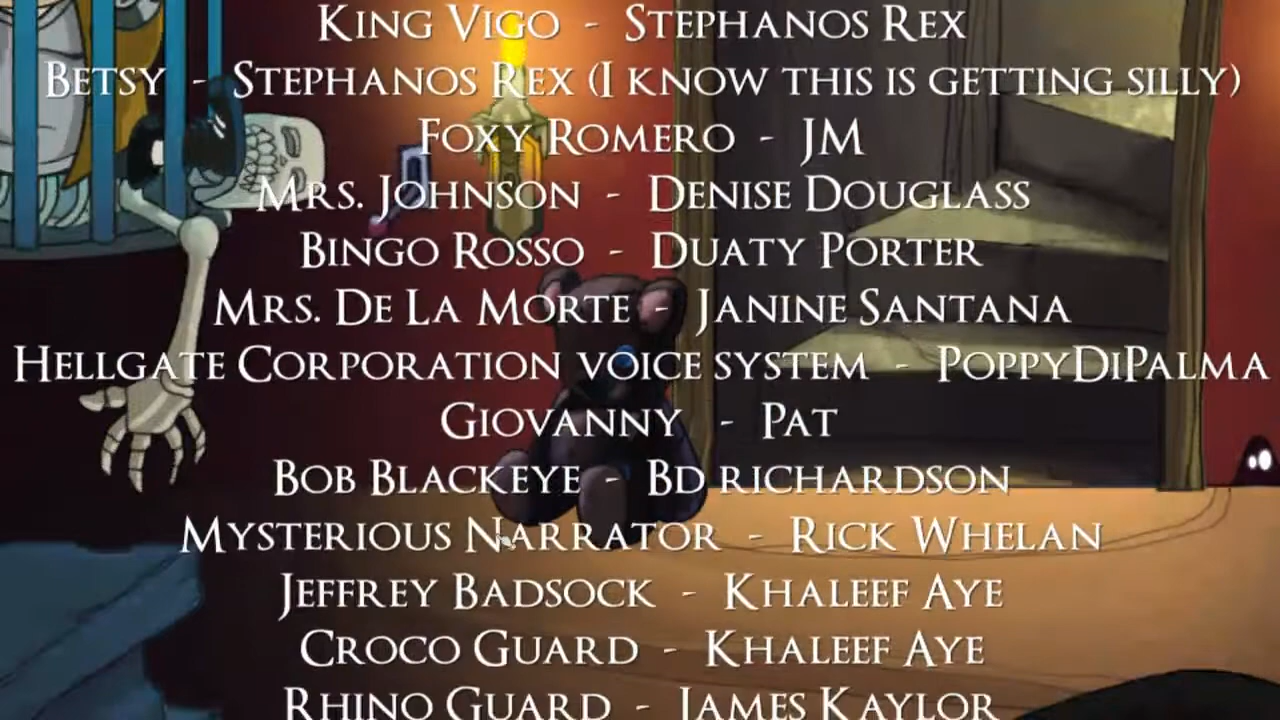 King Vigo - Stephanos Rex
Betsy - Stephanos Rex (I know this is getting silly)
Foxy Romero - JM
Mrs. Johnson - Denise Douglass
Bingo Rosso - Duaty Porter
Mrs. De La Morte - Janine Santana
Hellgate Corporation voice system - PoppyDiPalma
Giovanny - Pat
Bob Blackeye - Bd richardson
Mysterious Narrator - Rick Whelan
Jeffrey Badsock - Khaleef Aye
Croco Guard - Khaleef Aye
Rhino Guard - James Kaylor